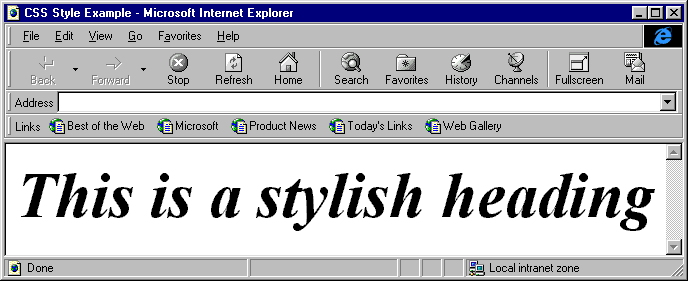 CSS Style Example - Microsoft Internet Explorer
File Edit View Go Favorites Help
Back Forward Stop Refresh Home Search Favorites History Channels Fullscreen Mail
Address
Links Best of the Web Microsoft Product News Today's Links Web Gallery
This is a stylish heading
Done Local intranet zone